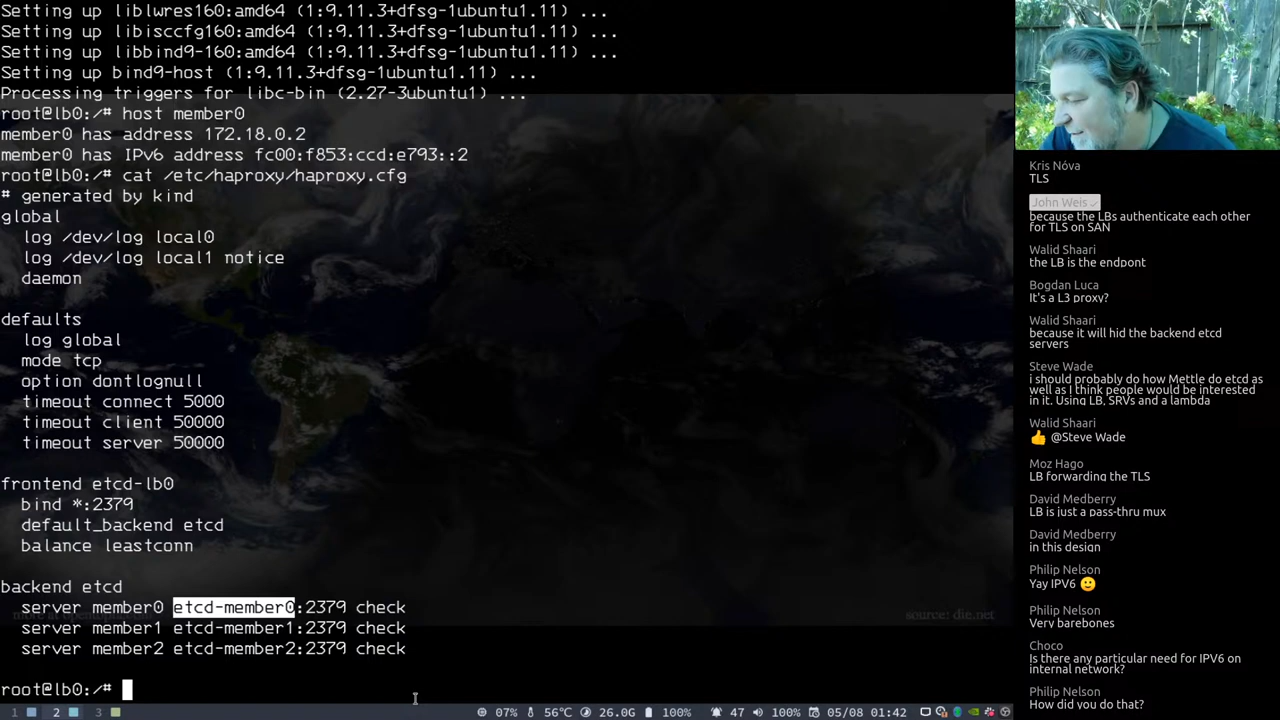 Setting up liblwres160:amd64 (1:9.11.3+dfsg-1ubuntu1.11) ...
Setting up libisccfg160:amd64 (1:9.11.3+dfsg-1ubuntu1.11) ...
Setting up libbind9-160:amd64 (1:9.11.3+dfsg-1ubuntu1.11) ...
Setting up bind9-host (1:9.11.3+dfsg-1ubuntu1.11) ...
Processing triggers for libc-bin (2.27-3ubuntu1) ...
root@lb0:/# host member0
member0 has address 172.18.0.2
member0 has IPv6 address fc00:f853:ccd:e793::2
root@lb0:/# cat /etc/haproxy/haproxy.cfg
# generated by kind
global
  log /dev/log local0
  log /dev/log local1 notice
  daemon
defaults
  log global
  mode tcp
  option dontlognull
  timeout connect 5000
  timeout client 50000
  timeout server 50000
frontend etcd-lb0
  bind *:2379
  default_backend etcd
  balance leastconn
backend etcd
  server member0 etcd-member0:2379 check
  server member1 etcd-member1:2379 check
  server member2 etcd-member2:2379 check
source: die.net
root@lb0:/#
1 2 3 07% 56℃ 26.0G 100% 47 100% 05/08 01:42
Kris Nóva
TLS
John Weis ✓
because the LBs authenticate each other
for TLS on SAN
Walid Shaari
the LB is the endpont
Bogdan Luca
It's a L3 proxy?
Walid Shaari
because it will hid the backend etcd
servers
Steve Wade
i should probably do how Mettle do etcd as
well as I think people would be interested
in it. Using LB, SRVs and a lambda
Walid Shaari
👍 @Steve Wade
Moz Hago
LB forwarding the TLS
David Medberry
LB is just a pass-thru mux
David Medberry
in this design
Philip Nelson
Yay IPV6 🙂
Philip Nelson
Very barebones
Choco
Is there any particular need for IPV6 on
internal network?
Philip Nelson
How did you do that?